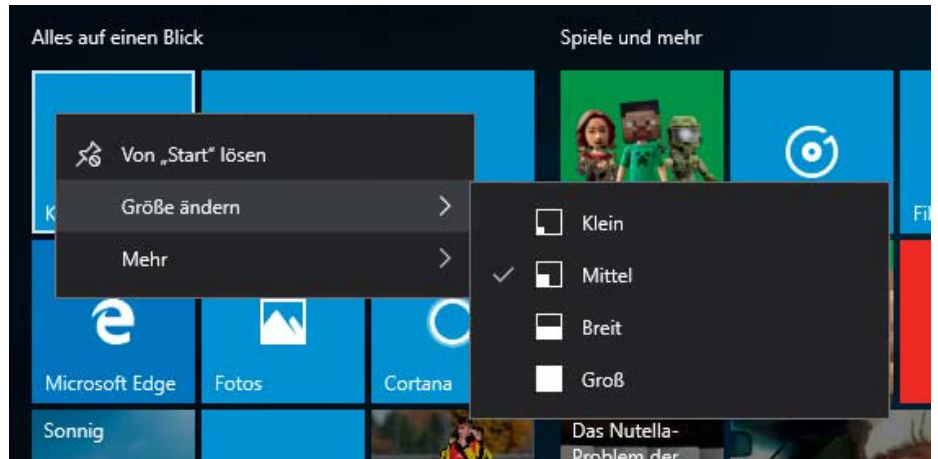 Alles auf einen Blick
Spiele und mehr
Von „Start“ lösen
Größe ändern
Mehr
Klein
Mittel
Breit
Groß
Microsoft Edge
Fotos
Cortana
Sonnig
Das Nutella-
Problem der